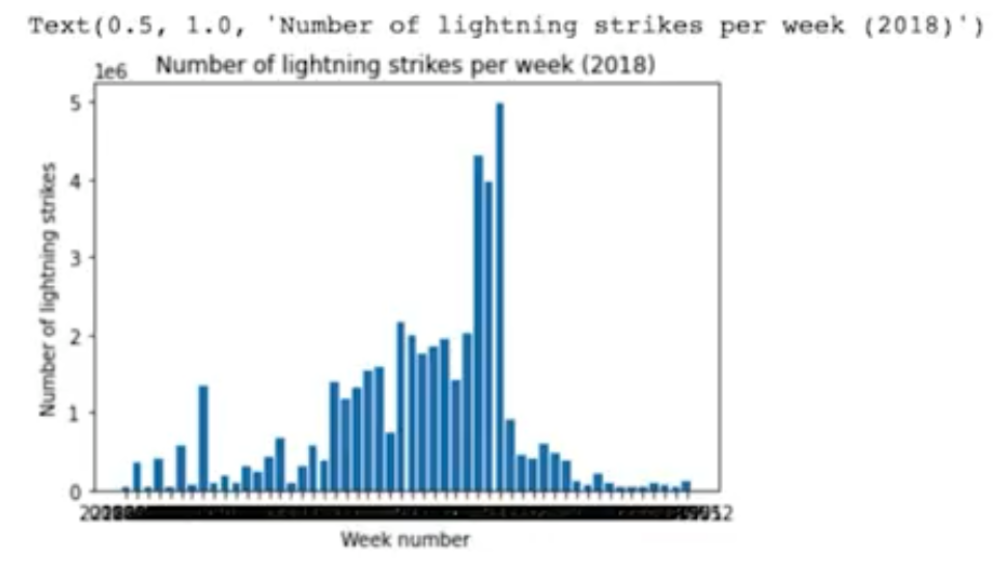 Text(0.5, 1.0, 'Number of lightning strikes per week (2018)')
1e6 Number of lightning strikes per week (2018)
5
4
3
2
1
0
Number of lightning strikes
Week number